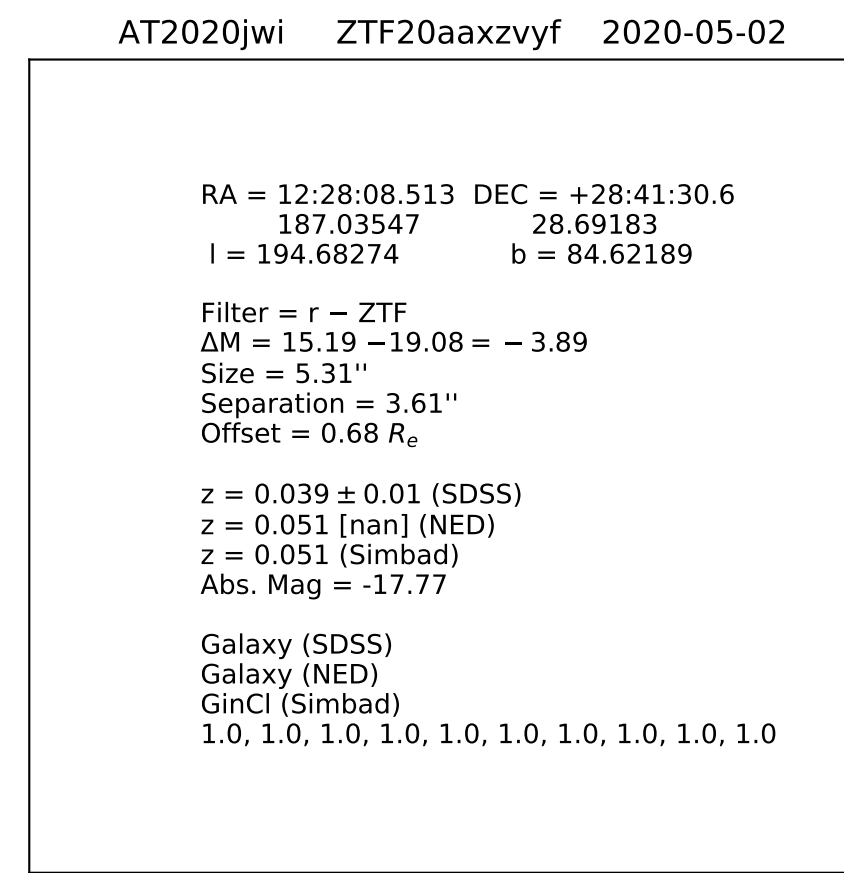 AT2020jwi ZTF20aaxzvyf 2020-05-02
RA = 12:28:08.513 DEC = +28:41:30.6
187.03547 28.69183
l = 194.68274 b = 84.62189
Filter = r − ZTF
ΔM = 15.19 −19.08 = − 3.89
Size = 5.31''
Separation = 3.61''
Offset = 0.68 Re
z = 0.039 ± 0.01 (SDSS)
z = 0.051 [nan] (NED)
z = 0.051 (Simbad)
Abs. Mag = -17.77
Galaxy (SDSS)
Galaxy (NED)
GinCl (Simbad)
1.0, 1.0, 1.0, 1.0, 1.0, 1.0, 1.0, 1.0, 1.0, 1.0